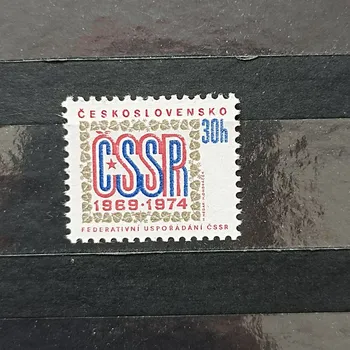 ČESKOSLOVENSKO
30h
ČSSR
1969·1974
FEDERATIVNÍ USPOŘÁDÁNÍ ČSSR